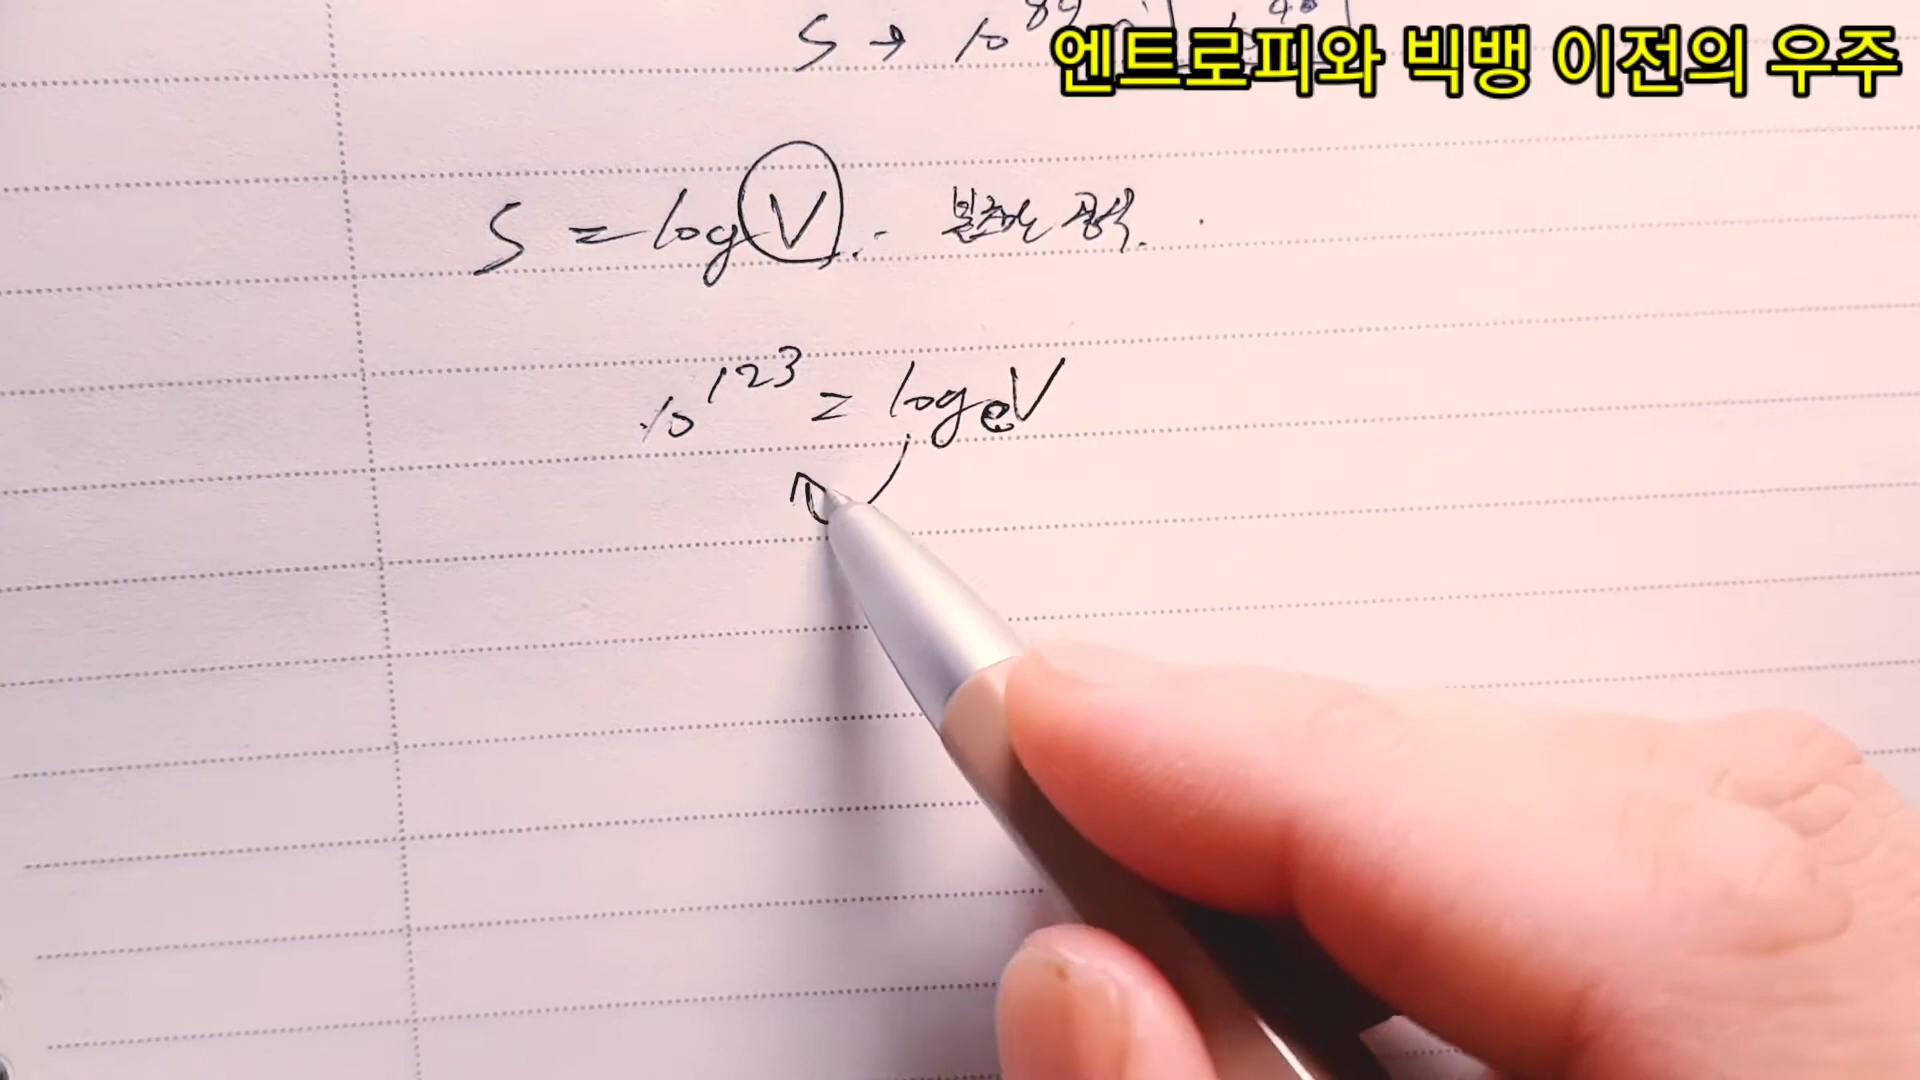 S → 10^89
엔트로피와 빅뱅 이전의 우주
S = log V. 볼츠만 공식.
10^123 = log_e V